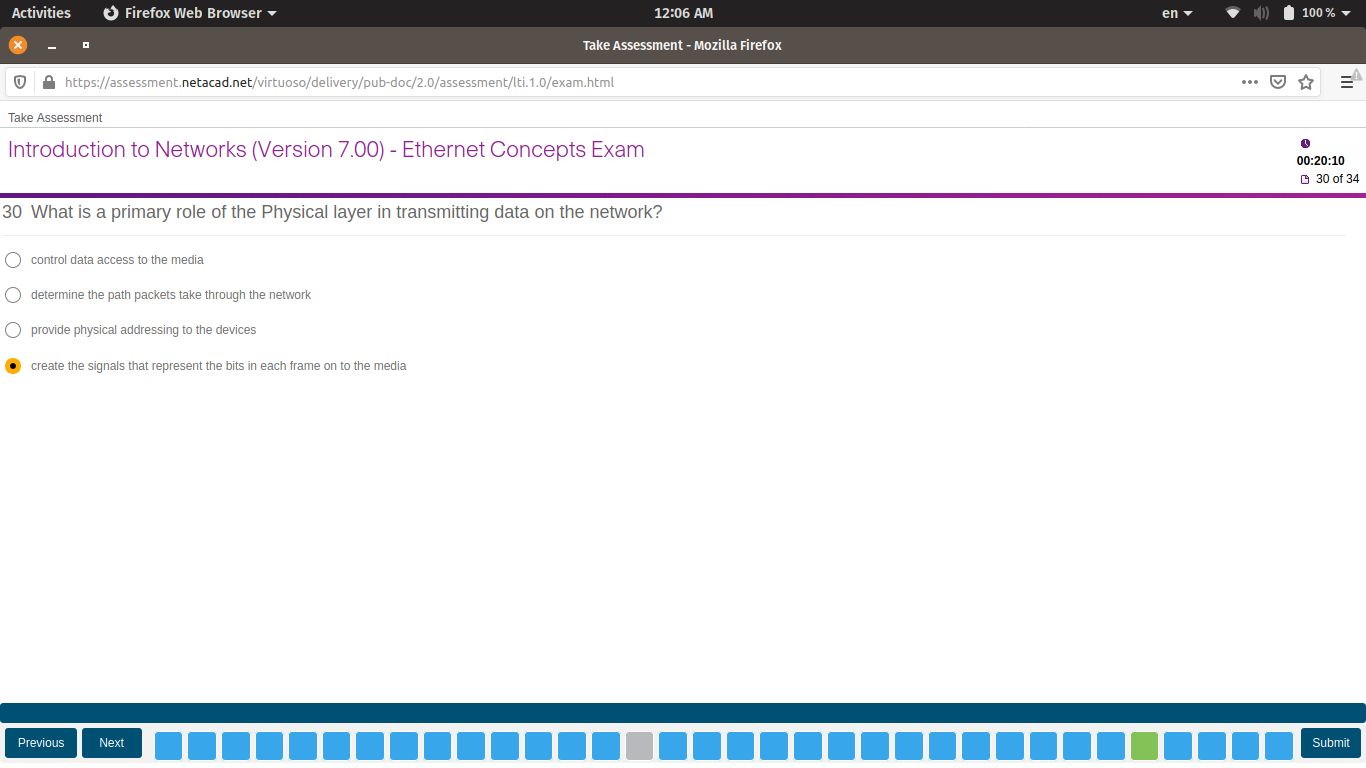 Activities Firefox Web Browser 12:06 AM en 100 %
Take Assessment - Mozilla Firefox
https://assessment.netacad.net/virtuoso/delivery/pub-doc/2.0/assessment/lti.1.0/exam.html
Take Assessment
Introduction to Networks (Version 7.00) - Ethernet Concepts Exam
00:20:10
30 of 34
30 What is a primary role of the Physical layer in transmitting data on the network?
control data access to the media
determine the path packets take through the network
provide physical addressing to the devices
create the signals that represent the bits in each frame on to the media
Previous Next Submit